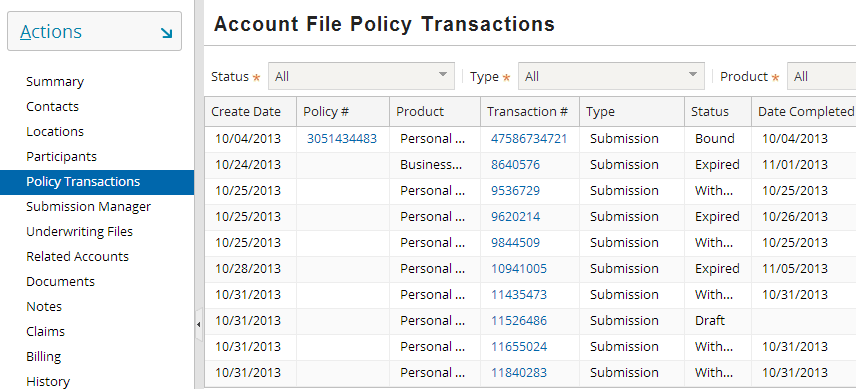 Actions
Summary
Contacts
Locations
Participants
Policy Transactions
Submission Manager
Underwriting Files
Related Accounts
Documents
Notes
Claims
Billing
History
Account File Policy Transactions
Status * All Type * All Product * All
Create Date Policy # Product Transaction # Type Status Date Completed
10/04/2013 3051434483 Personal ... 47586734721 Submission Bound 10/04/2013
10/24/2013 Business... 8640576 Submission Expired 11/01/2013
10/25/2013 Personal ... 9536729 Submission With... 10/25/2013
10/25/2013 Personal ... 9620214 Submission Expired 10/26/2013
10/25/2013 Personal ... 9844509 Submission With... 10/25/2013
10/28/2013 Personal ... 10941005 Submission Expired 11/05/2013
10/31/2013 Personal ... 11435473 Submission With... 10/31/2013
10/31/2013 Personal ... 11526486 Submission Draft
10/31/2013 Personal ... 11655024 Submission With... 10/31/2013
10/31/2013 Personal ... 11840283 Submission With... 10/31/2013